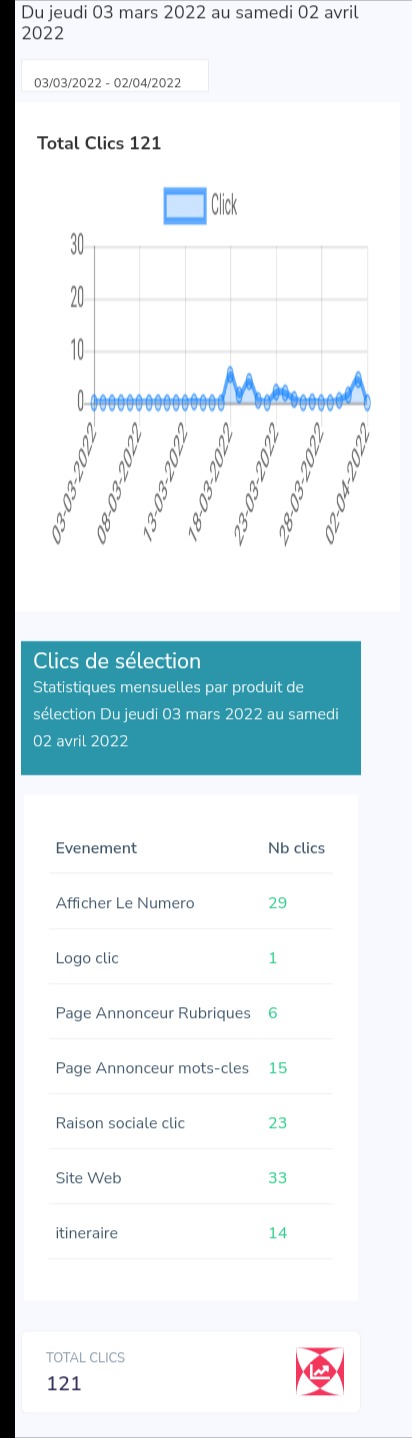 Du jeudi 03 mars 2022 au samedi 02 avril
2022
03/03/2022 - 02/04/2022
Total Clics 121
Click
30
20
10
0
03-03-2022
08-03-2022
13-03-2022
18-03-2022
23-03-2022
28-03-2022
02-04-2022
Clics de sélection
Statistiques mensuelles par produit de
sélection Du jeudi 03 mars 2022 au samedi
02 avril 2022
Evenement Nb clics
Afficher Le Numero 29
Logo clic 1
Page Annonceur Rubriques 6
Page Annonceur mots-cles 15
Raison sociale clic 23
Site Web 33
itineraire 14
TOTAL CLICS
121